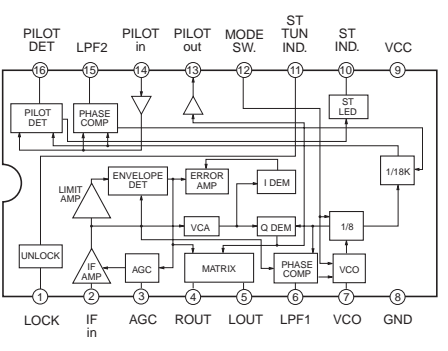 PILOT DET
LPF2
PILOT in
PILOT out
MODE SW.
ST TUN IND.
ST IND.
VCC
16
15
14
13
12
11
10
9
PILOT DET
PHASE COMP
ST LED
1/18K
ENVELOPE DET
ERROR AMP
I DEM
LIMIT AMP
VCA
Q DEM
1/8
UNLOCK
IF AMP
AGC
MATRIX
PHASE COMP
VCO
1
2
3
4
5
6
7
8
LOCK
IF in
AGC
ROUT
LOUT
LPF1
VCO
GND